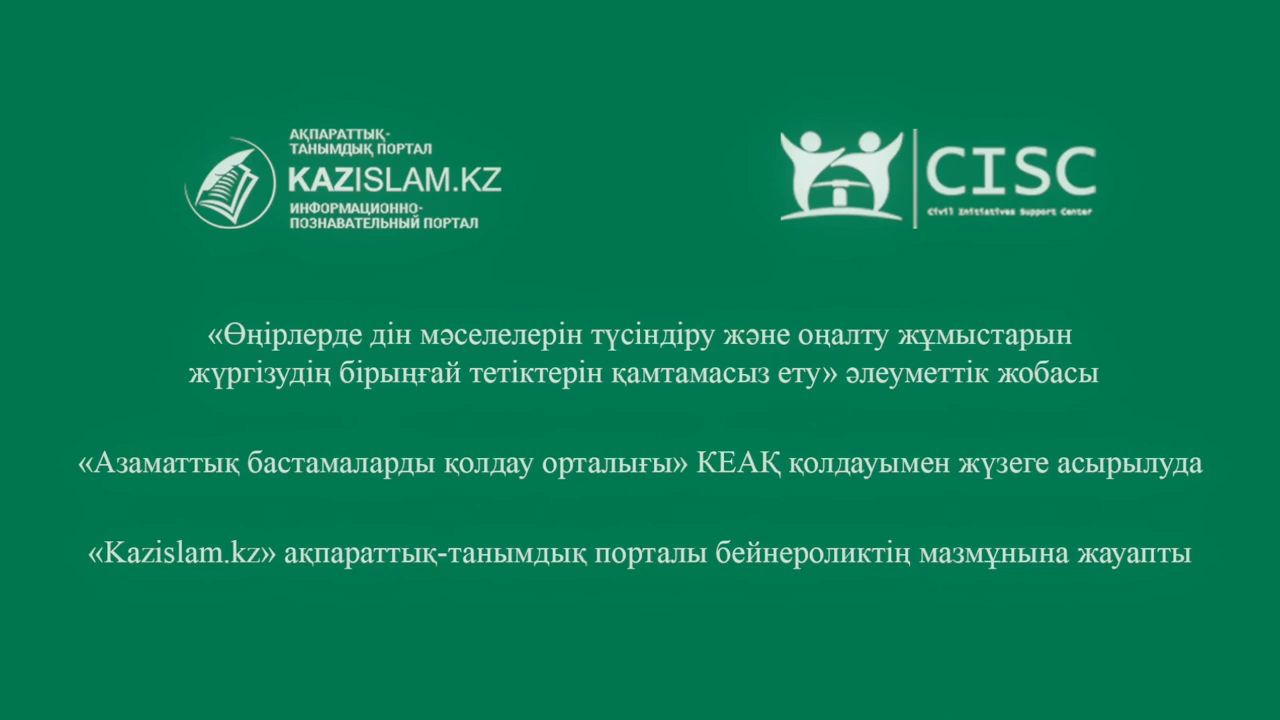 АҚПАРАТТЫҚ-
ТАНЫМДЫҚ ПОРТАЛ
KAZISLAM.KZ
ИНФОРМАЦИОННО-
ПОЗНАВАТЕЛЬНЫЙ ПОРТАЛ
CISC
Civil Initiatives Support Center
«Өңірлерде дін мәселелерін түсіндіру және оңалту жұмыстарын
жүргізудің бірыңғай тетіктерін қамтамасыз ету» әлеуметтік жобасы
«Азаматтық бастамаларды қолдау орталығы» КЕАҚ қолдауымен жүзеге асырылуда
«Kazislam.kz» ақпараттық-танымдық порталы бейнероликтің мазмұнына жауапты